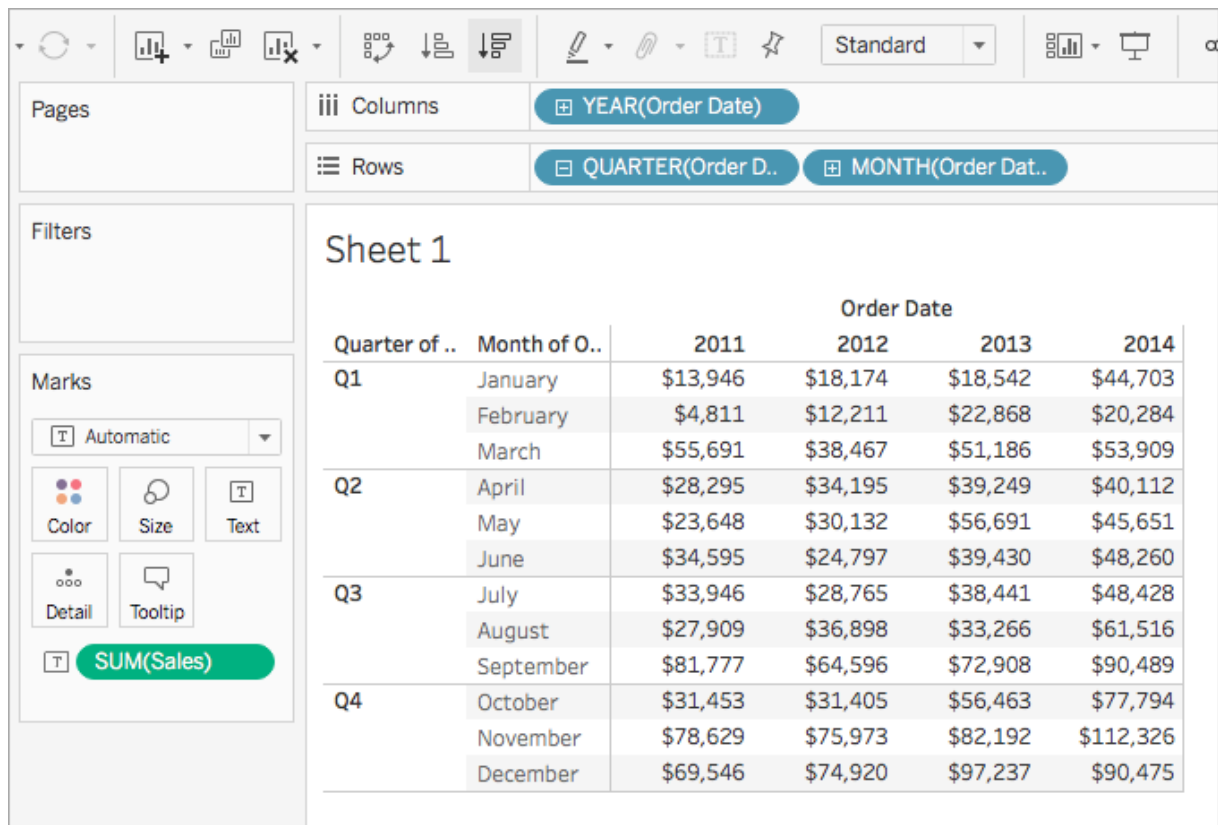 Standard
Pages
Columns
YEAR(Order Date)
Rows
QUARTER(Order D..
MONTH(Order Dat..
Filters
Marks
Automatic
Color
Size
T
Text
Detail
Tooltip
T
SUM(Sales)
Sheet 1
Order Date
Quarter of .. Month of O.. 2011 2012 2013 2014
Q1 January $13,946 $18,174 $18,542 $44,703
February $4,811 $12,211 $22,868 $20,284
March $55,691 $38,467 $51,186 $53,909
Q2 April $28,295 $34,195 $39,249 $40,112
May $23,648 $30,132 $56,691 $45,651
June $34,595 $24,797 $39,430 $48,260
Q3 July $33,946 $28,765 $38,441 $48,428
August $27,909 $36,898 $33,266 $61,516
September $81,777 $64,596 $72,908 $90,489
Q4 October $31,453 $31,405 $56,463 $77,794
November $78,629 $75,973 $82,192 $112,326
December $69,546 $74,920 $97,237 $90,475